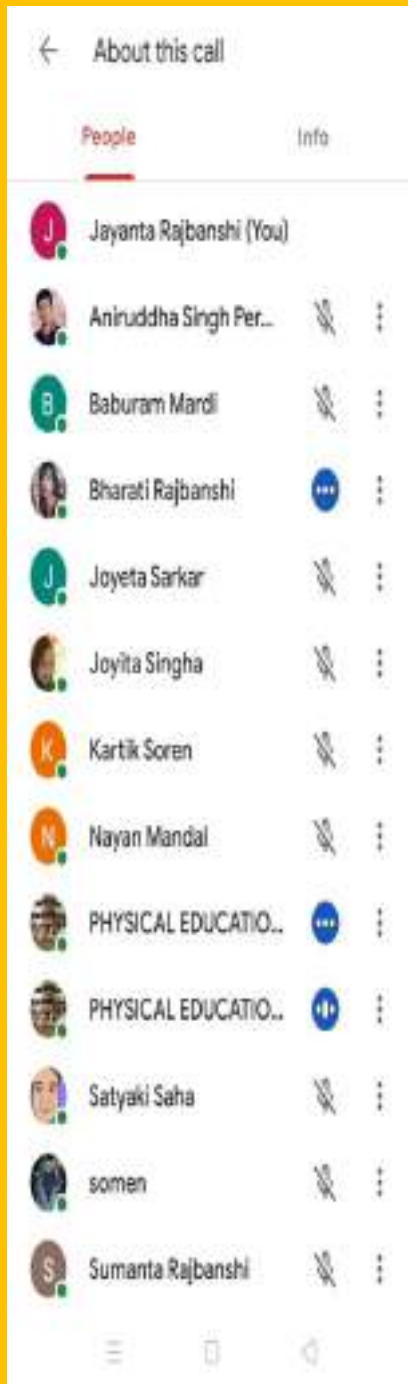 About this call
People Info
J Jayanta Rajbanshi (You)
Aniruddha Singh Per...
B Baburam Mardi
Bharati Rajbanshi
J Joyeta Sarkar
Joyita Singha
K Kartik Soren
N Nayan Mandal
PHYSICAL EDUCATIO...
PHYSICAL EDUCATIO...
Satyaki Saha
somen
S Sumanta Rajbanshi